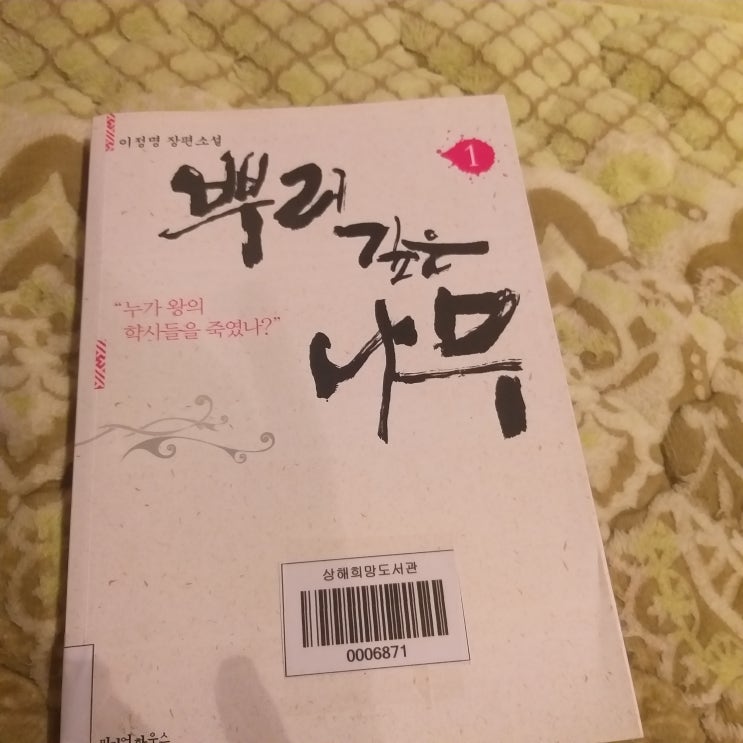 이정명 장편소설
1
뿌리
깊은
나무
“누가 왕의
학사들을 죽였나?”
상해희망도서관
0006871